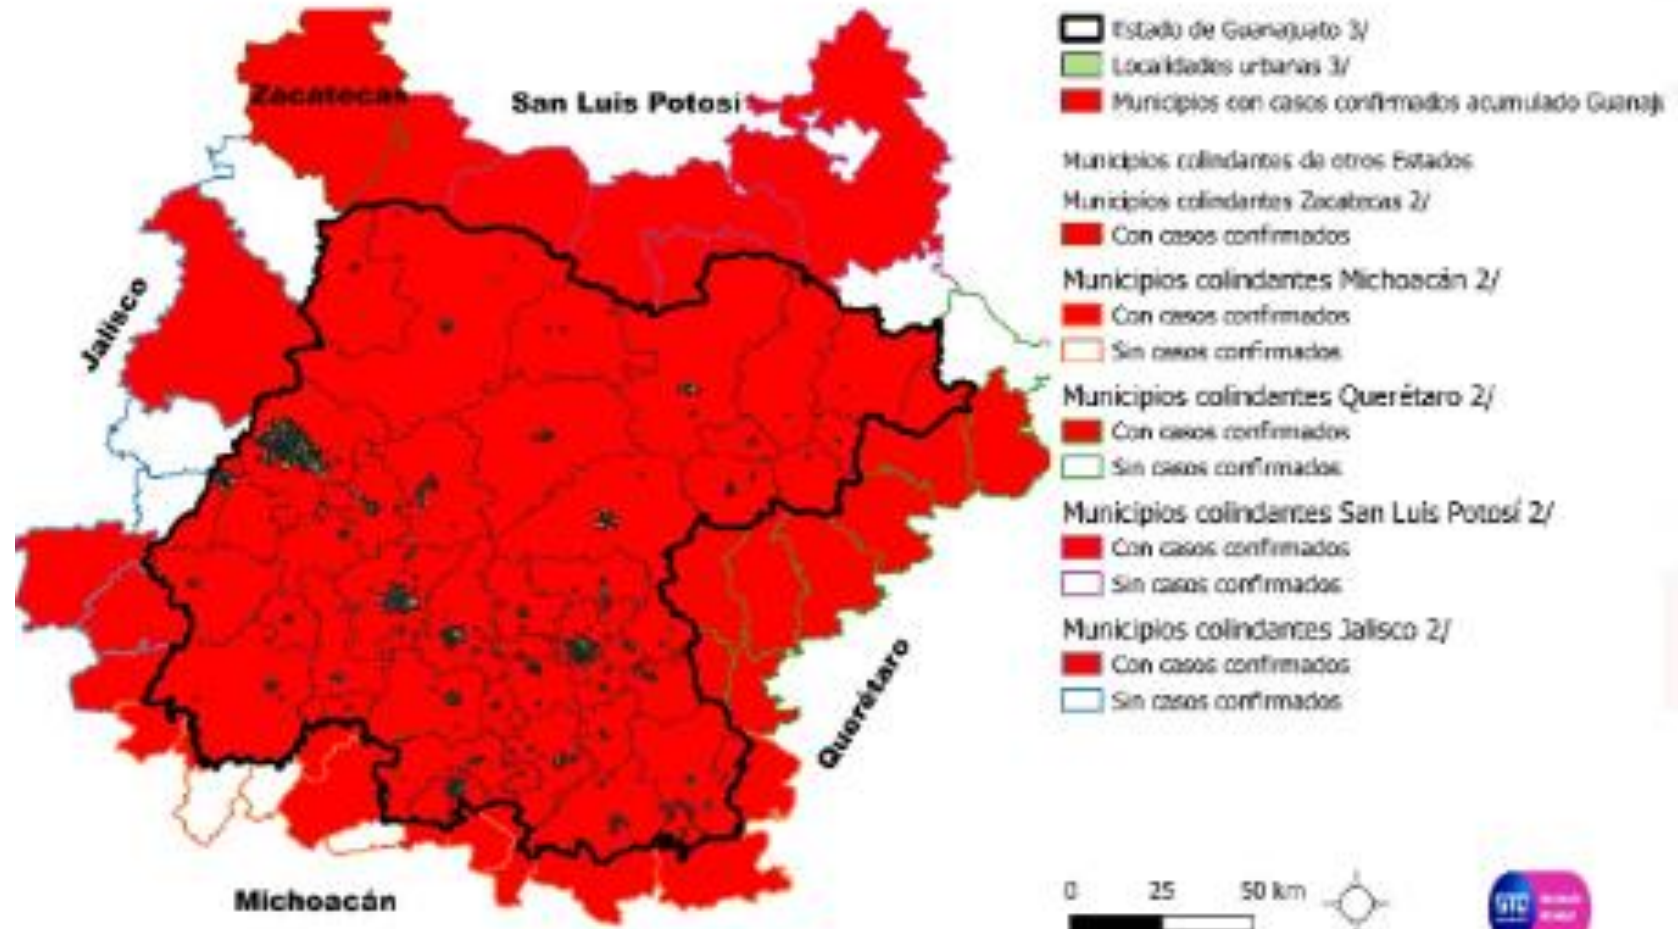 Zacatecas
San Luis Potosí
Jalisco
Querétaro
Michoacán
Estado de Guanajuato 3/
Localidades urbanas 3/
Municipios con casos confirmados acumulado Guanaju
Municipios colindantes de otros Estados
Municipios colindantes Zacatecas 2/
Con casos confirmados
Municipios colindantes Michoacán 2/
Con casos confirmados
Sin casos confirmados
Municipios colindantes Querétaro 2/
Con casos confirmados
Sin casos confirmados
Municipios colindantes San Luis Potosí 2/
Con casos confirmados
Sin casos confirmados
Municipios colindantes Jalisco 2/
Con casos confirmados
Sin casos confirmados
0 25 50 km
GTO